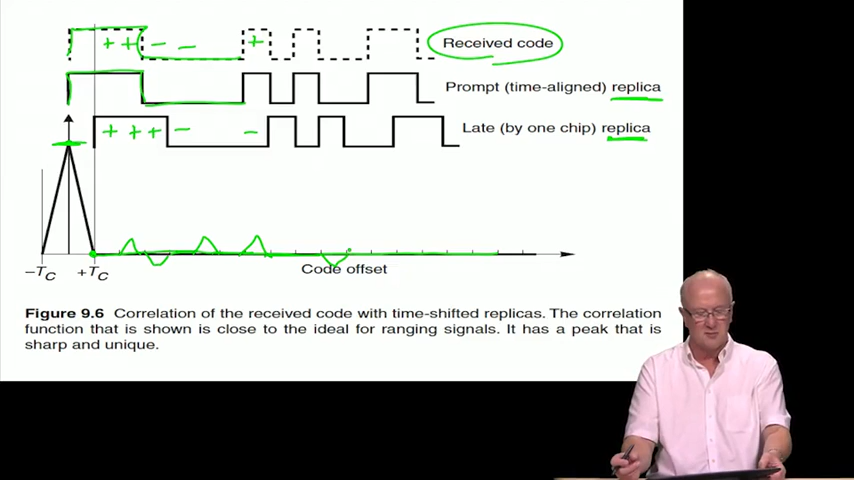 + + - - +
Received code
Prompt (time-aligned) replica
+ + + - -
Late (by one chip) replica
–Tc +Tc
Code offset
Figure 9.6 Correlation of the received code with time-shifted replicas. The correlation
function that is shown is close to the ideal for ranging signals. It has a peak that is
sharp and unique.